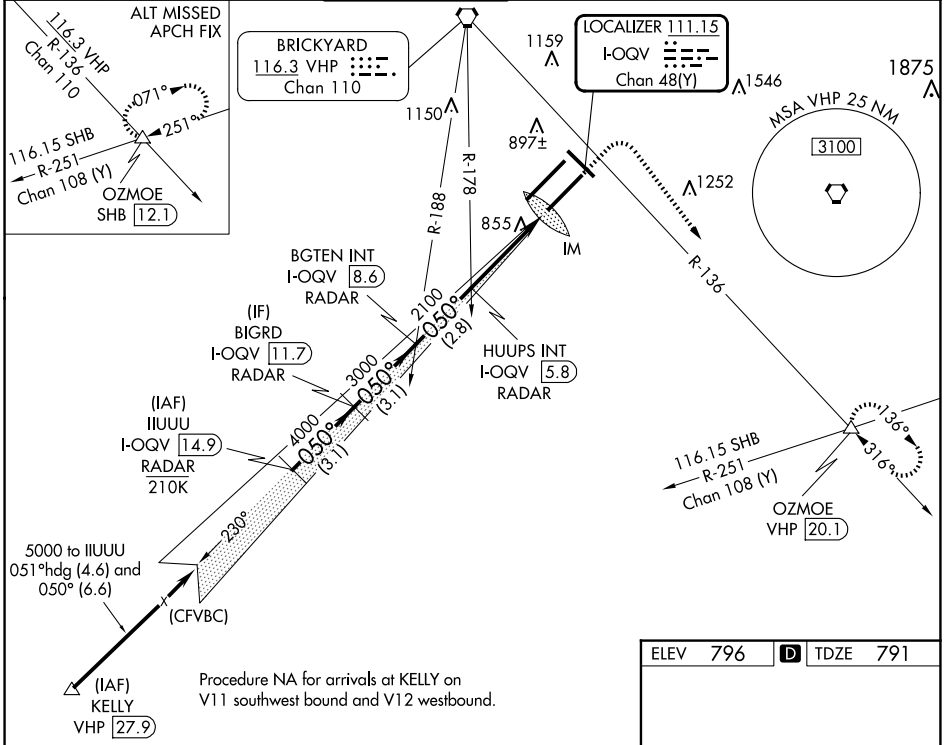 ALT MISSED
APCH FIX
116.3 VHP
R-136
Chan 110
071°
251°
116.15 SHB
R-251
Chan 108 (Y)
OZMOE
SHB 12.1
BRICKYARD
116.3 VHP
Chan 110
LOCALIZER 111.15
I-OQV
Chan 48(Y)
1159
1546
1875
1150
897±
1252
855
MSA VHP 25 NM
3100
R-188
R-178
R-136
IM
BGTEN INT
I-OQV 8.6
RADAR
(IF)
BIGRD
I-OQV 11.7
RADAR
(IAF)
IIUUU
I-OQV 14.9
RADAR
210K
HUUPS INT
I-OQV 5.8
RADAR
2100
050°
(2.8)
3000
050°
(3.1)
4000
050°
(3.1)
230°
5000 to IIUUU
051°hdg (4.6) and
050° (6.6)
(CFVBC)
(IAF)
KELLY
VHP 27.9
Procedure NA for arrivals at KELLY on
V11 southwest bound and V12 westbound.
116.15 SHB
R-251
Chan 108 (Y)
136°
316°
OZMOE
VHP 20.1
ELEV 796 D TDZE 791